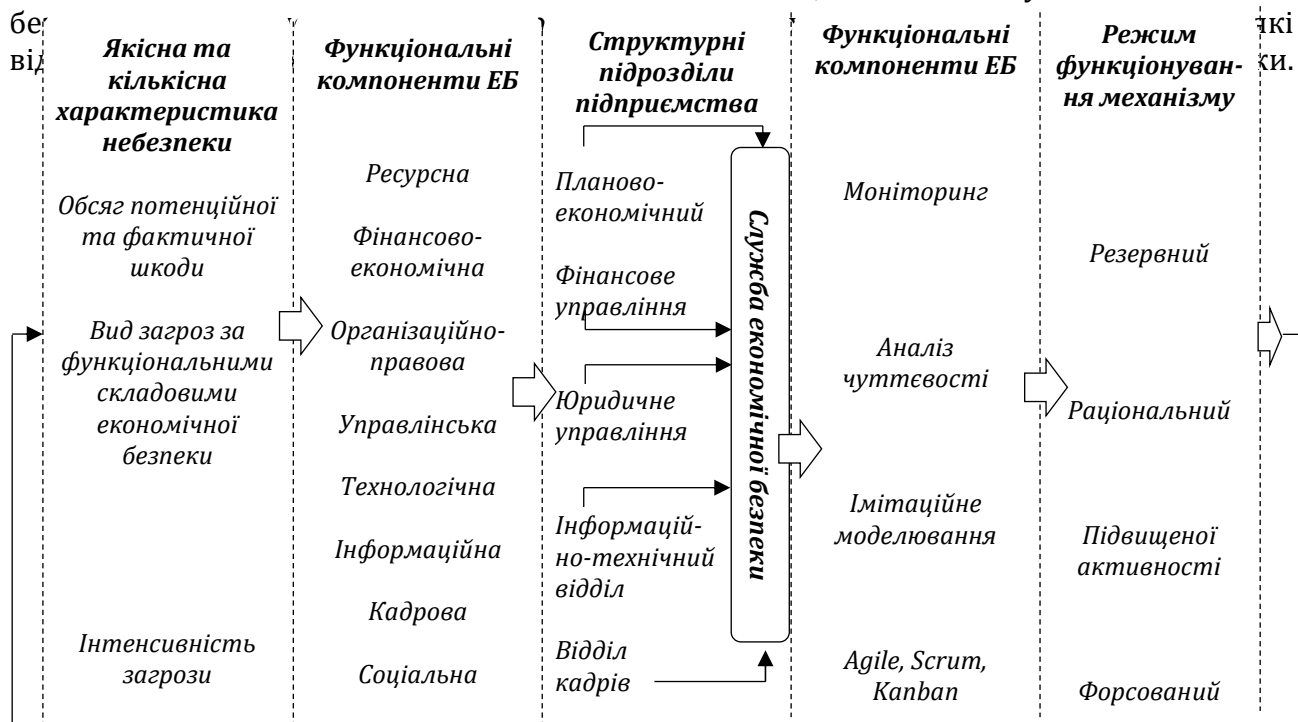 Якісна та
кількісна
характеристика
небезпеки
Обсяг потенційної
та фактичної
шкоди
Вид загроз за
функціональними
складовими
економічної
безпеки
Інтенсивність
загрози
Функціональні
компоненти ЕБ
Ресурсна
Фінансово-
економічна
Організаційно-
правова
Управлінська
Технологічна
Інформаційна
Кадрова
Соціальна
Структурні
підрозділи
підприємства
Планово-
економічний
Фінансове
управління
Юридичне
управління
Інформацій-
но-технічний
відділ
Відділ
кадрів
Служба економічної безпеки
Функціональні
компоненти ЕБ
Моніторинг
Аналіз
чуттєвості
Імітаційне
моделювання
Agile, Scrum,
Kanban
Режим
функціонуван-
ня механізму
Резервний
Раціональний
Підвищеної
активності
Форсований